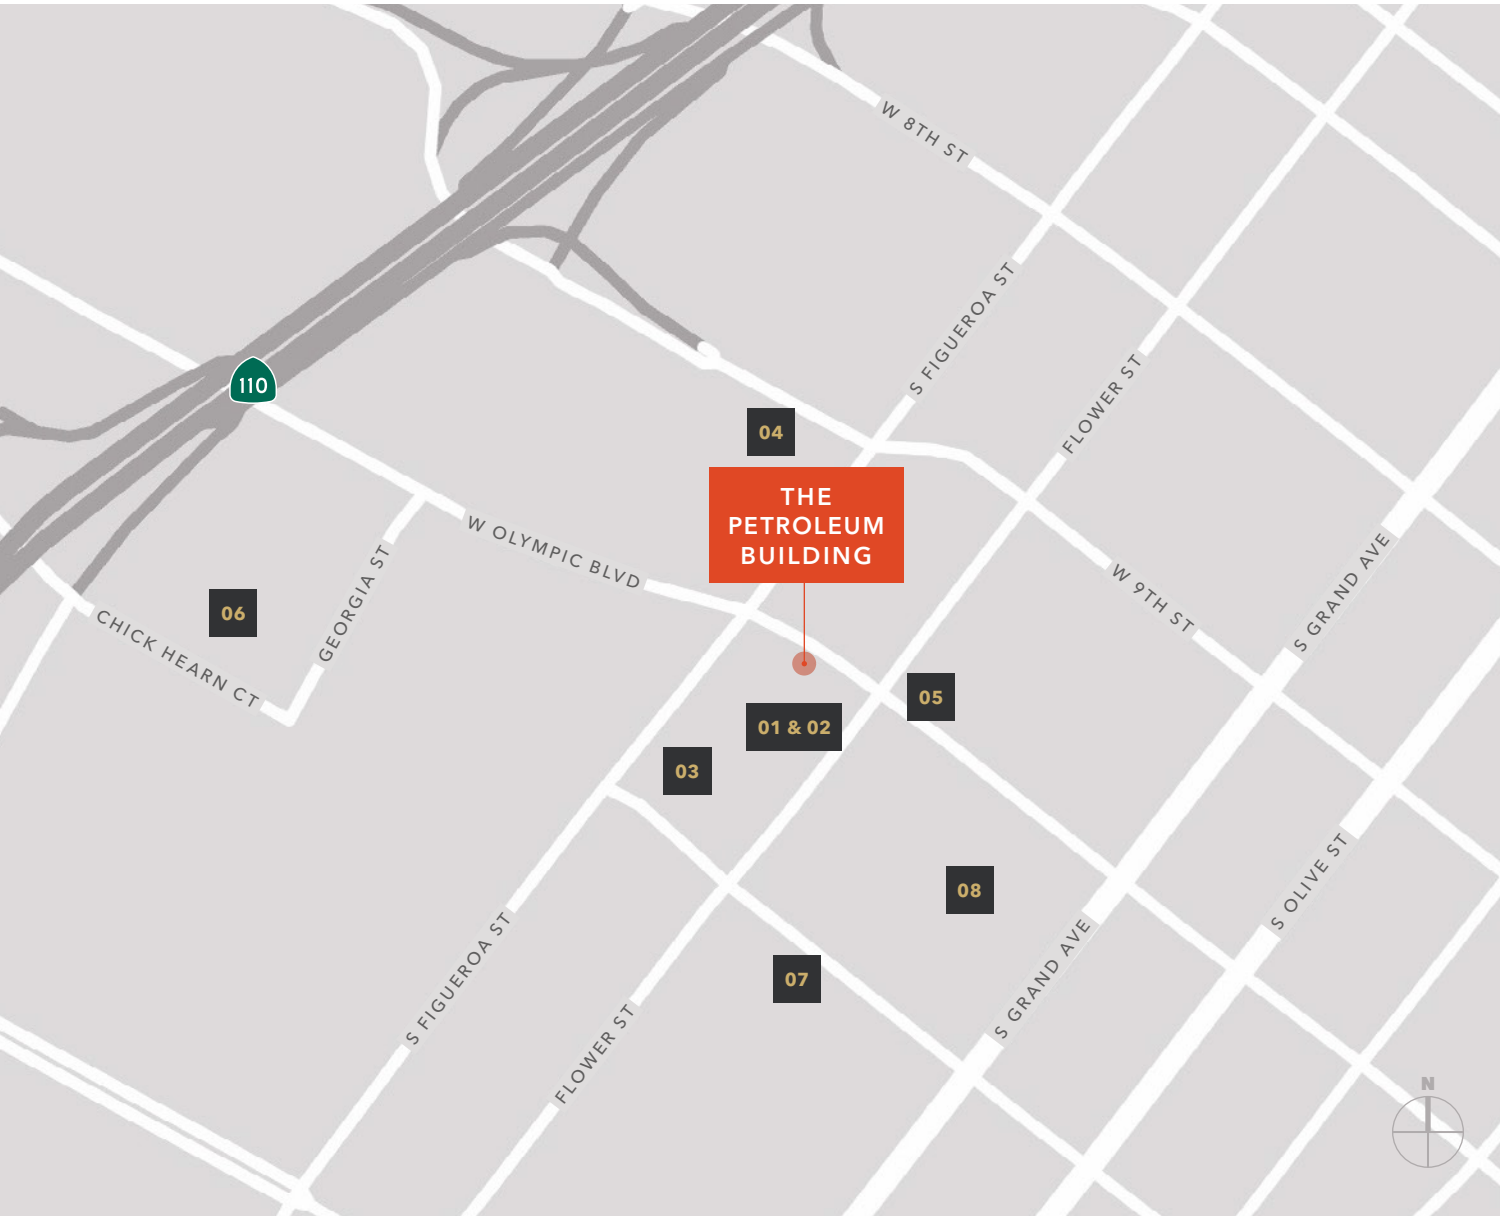 W 8TH ST
S FIGUEROA ST
FLOWER ST
110
04
THE
PETROLEUM
BUILDING
W OLYMPIC BLVD
GEORGIA ST
S GRAND AVE
W 9TH ST
06
CHICK HEARN CT
05
01 & 02
03
08
S OLIVE ST
S FIGUEROA ST
S GRAND AVE
07
FLOWER ST
N